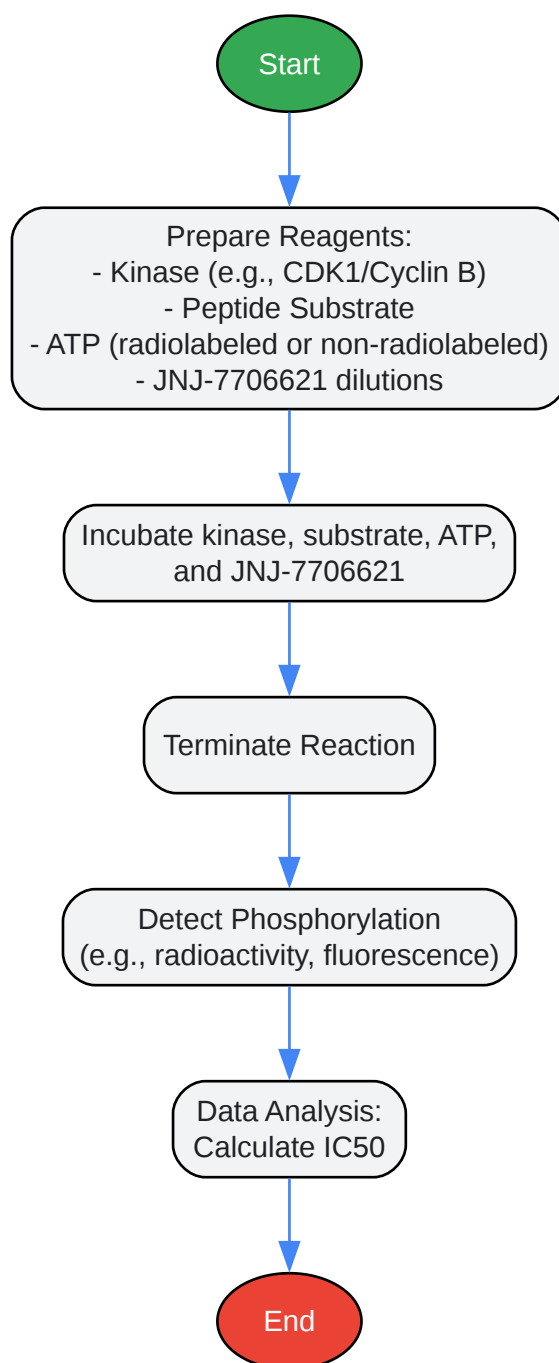 Start
Prepare Reagents:
- Kinase (e.g., CDK1/Cyclin B)
- Peptide Substrate
- ATP (radiolabeled or non-radiolabeled)
- JNJ-7706621 dilutions
Incubate kinase, substrate, ATP,
and JNJ-7706621
Terminate Reaction
Detect Phosphorylation
(e.g., radioactivity, fluorescence)
Data Analysis:
Calculate IC50
End